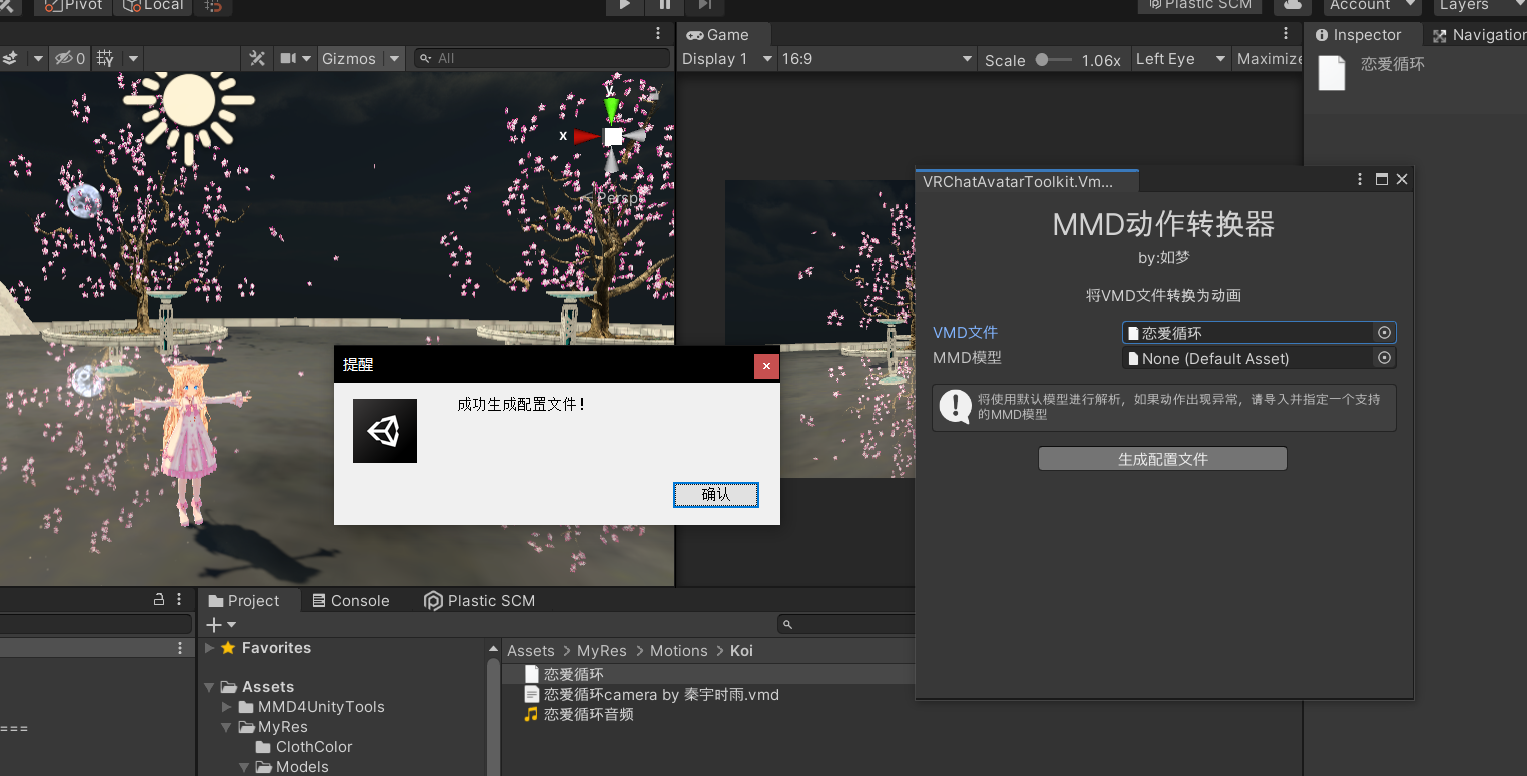 Pivot
Local
Plastic SCM
Account
Layers
Game
Inspector
Navigation
0
Gizmos
All
Display 1
16:9
Scale
1.06x
Left Eye
Maximize
恋爱循环
y
x
Persp
VRChatAvatarToolkit.Vm...
MMD动作转换器
by:如梦
将VMD文件转换为动画
VMD文件
恋爱循环
MMD模型
None (Default Asset)
将使用默认模型进行解析，如果动作出现异常，请导入并指定一个支持
的MMD模型
生成配置文件
提醒
成功生成配置文件！
确认
Project
Console
Plastic SCM
Favorites
Assets
MMD4UnityTools
MyRes
ClothColor
Models
===
Assets > MyRes > Motions > Koi
恋爱循环
恋爱循环camera by 秦宇时雨.vmd
恋爱循环音频